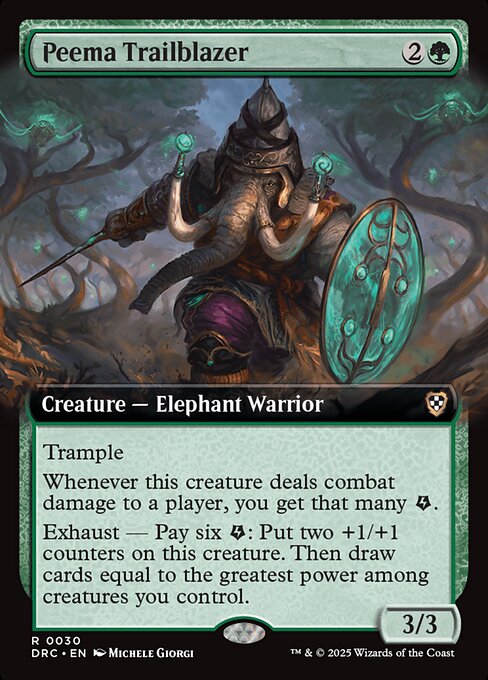 Peema Trailblazer 2
Creature — Elephant Warrior
Trample
Whenever this creature deals combat
damage to a player, you get that many .
Exhaust — Pay six : Put two +1/+1
counters on this creature. Then draw
cards equal to the greatest power among
creatures you control.
3/3
R 0030
DRC • EN Michele Giorgi
™ & © 2025 Wizards of the Coast